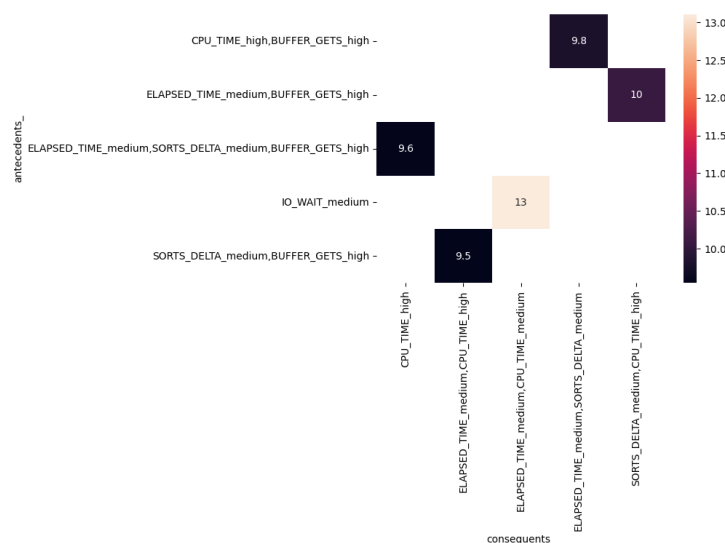 CPU_TIME_high,BUFFER_GETS_high
ELAPSED_TIME_medium,BUFFER_GETS_high
ELAPSED_TIME_medium,SORTS_DELTA_medium,BUFFER_GETS_high
IO_WAIT_medium
SORTS_DELTA_medium,BUFFER_GETS_high
antecedents_
9.8
10
9.6
13
9.5
CPU_TIME_high
ELAPSED_TIME_medium,CPU_TIME_high
ELAPSED_TIME_medium,CPU_TIME_medium
ELAPSED_TIME_medium,SORTS_DELTA_medium
SORTS_DELTA_medium,CPU_TIME_high
consequents
13.0
12.5
12.0
11.5
11.0
10.5
10.0